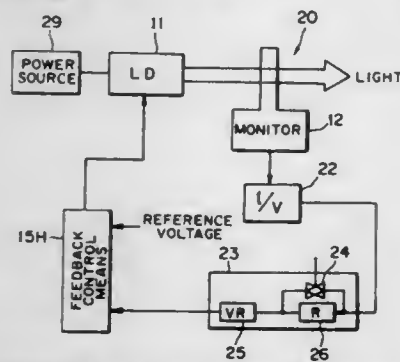 29
11
20
POWER
SOURCE
LD
LIGHT
MONITOR
12
I/V
22
REFERENCE
VOLTAGE
15H
FEEDBACK
CONTROL
MEANS
23
24
VR
R
25
26